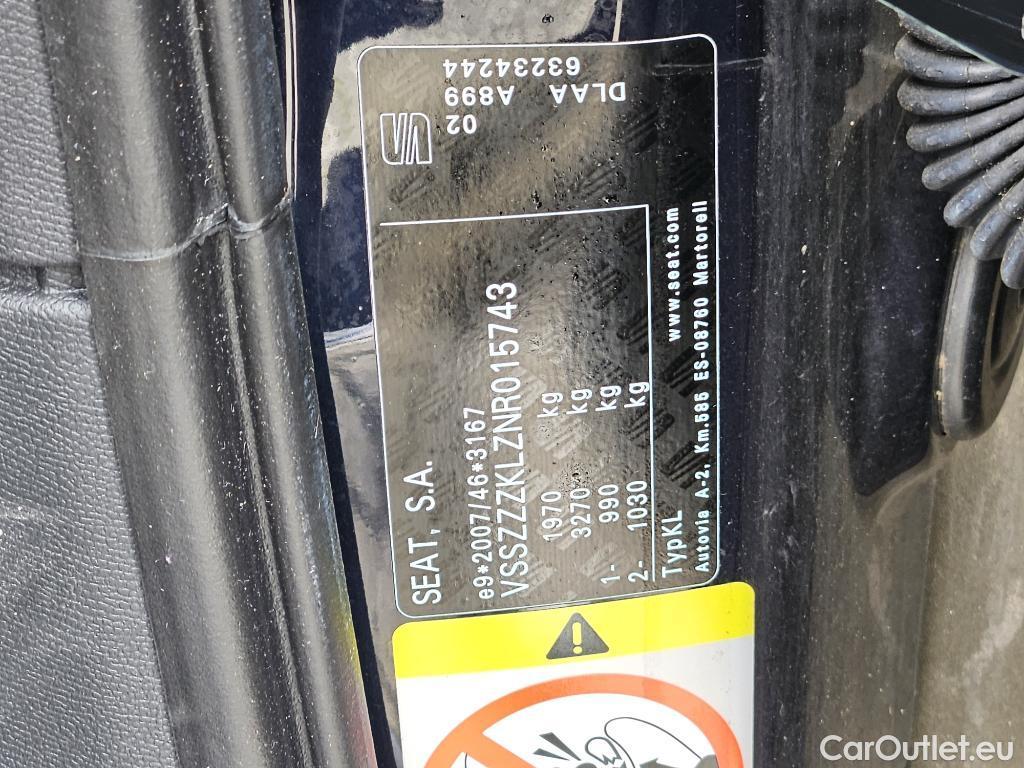 SEAT, S.A.
e9*2007/46*3167
VSSZZZKLZNR015743
1970 kg
3270 kg
1- 990 kg
2- 1030 kg
TypKL www.seat.com
Autovia A-2, Km.585 ES-08760 Martorell
02
A899
DLAA
63234244
CarOutlet.eu